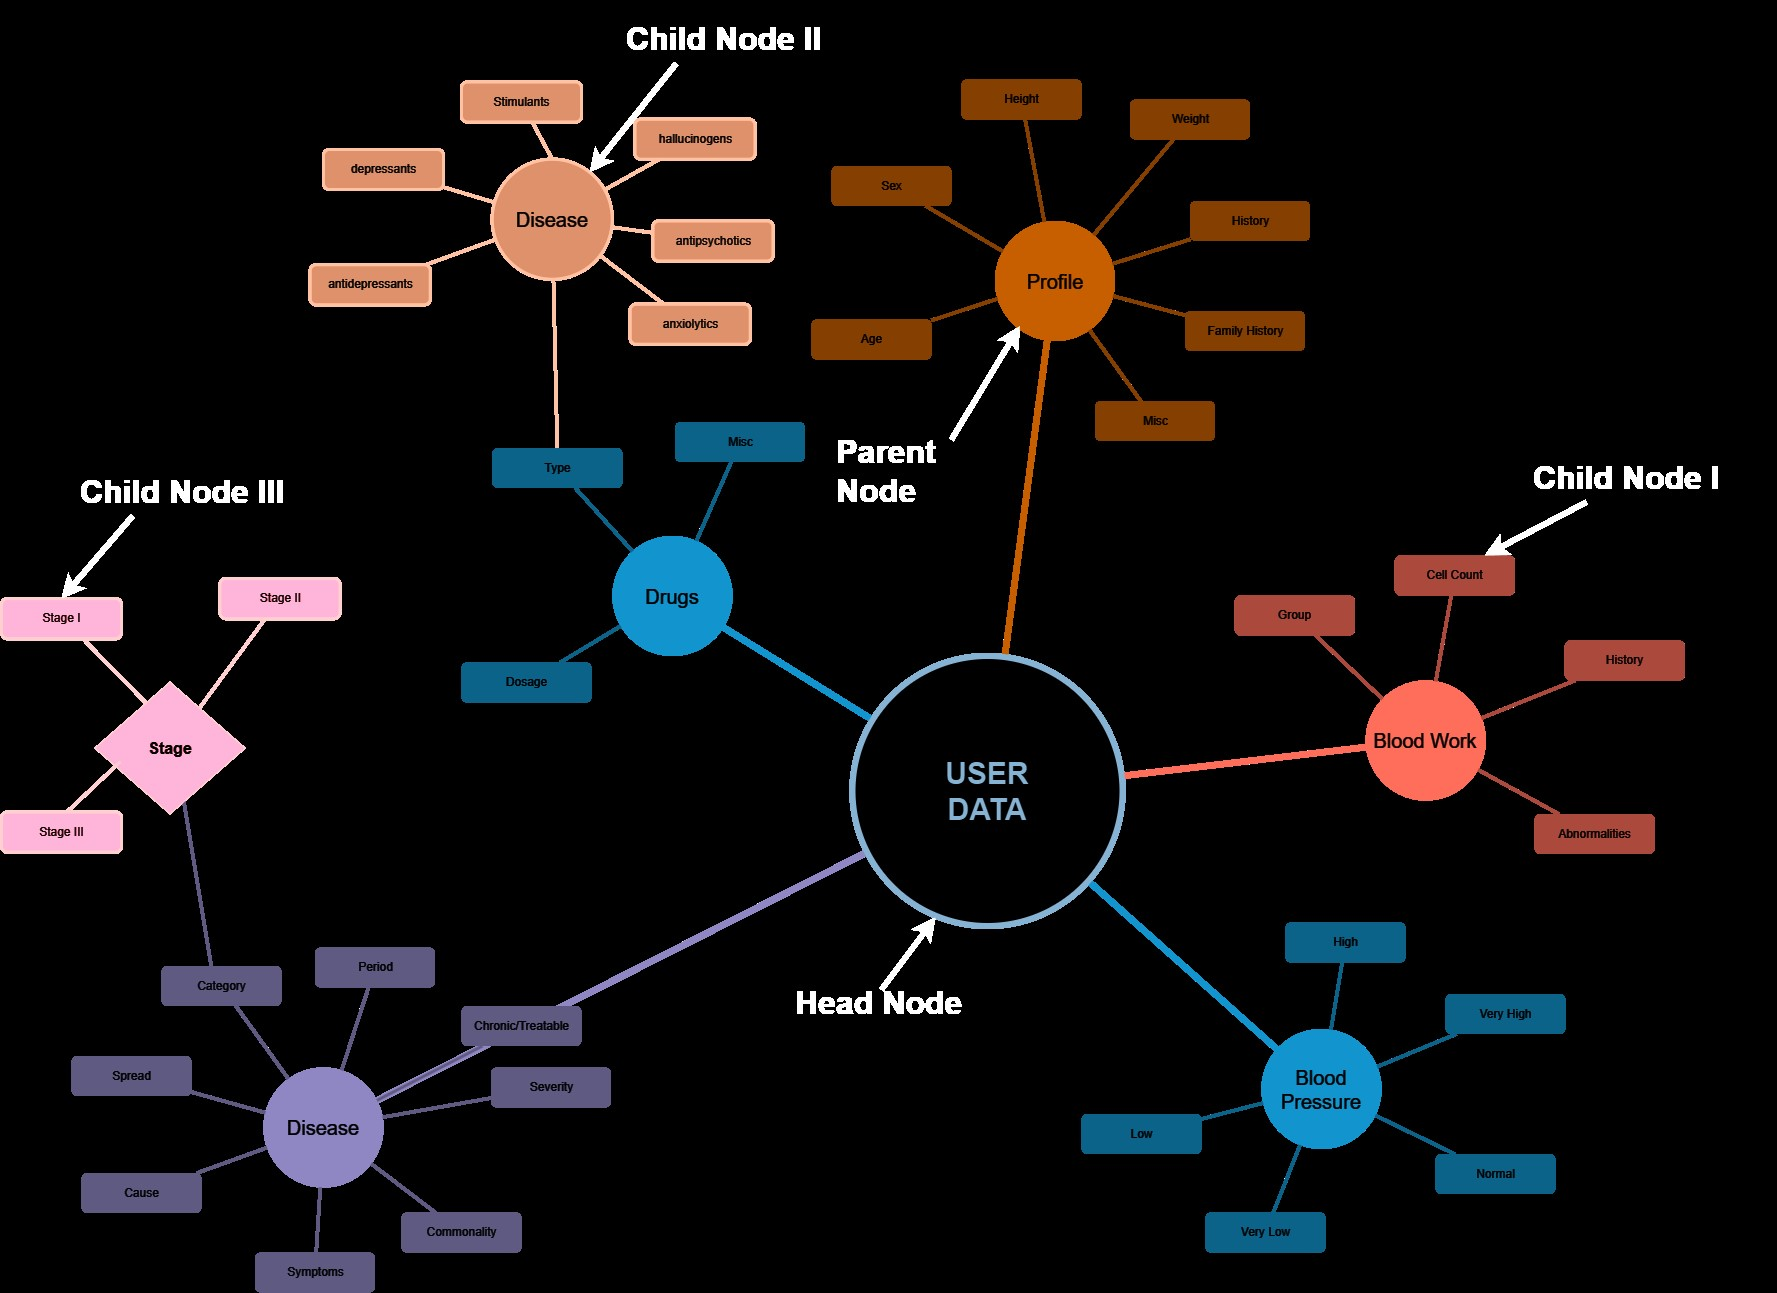 Child Node II
Stimulants
hallucinogens
depressants
Disease
antipsychotics
antidepressants
anxiolytics
Height
Weight
Sex
History
Profile
Age
Family History
Misc
Parent
Node
Type
Misc
Drugs
Dosage
Child Node III
Stage I
Stage II
Stage
Stage III
Child Node I
Cell Count
Group
History
Blood Work
Abnormalities
USER
DATA
Head Node
Category
Period
Chronic/Treatable
Spread
Severity
Disease
Cause
Commonality
Symptoms
High
Very High
Blood
Pressure
Low
Normal
Very Low